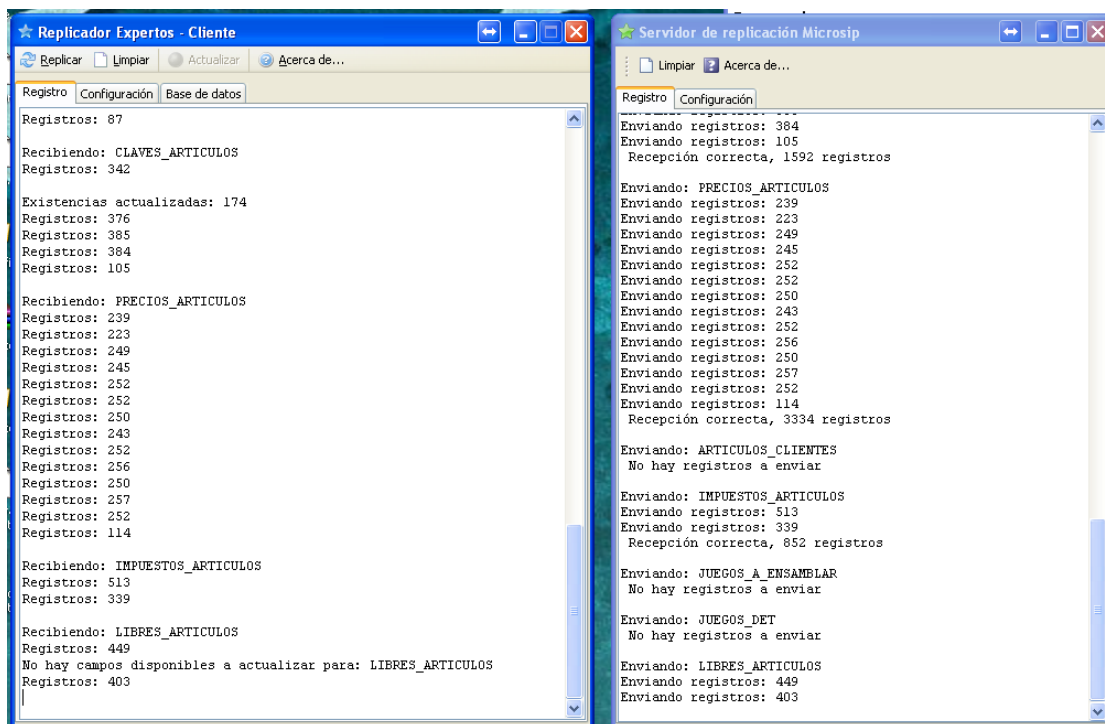 Replicador Expertos - Cliente
Replicar Limpiar Actualizar Acerca de...
Registro Configuración Base de datos
Registros: 87
Recibiendo: CLAVES_ARTICULOS
Registros: 342
Existencias actualizadas: 174
Registros: 376
Registros: 385
Registros: 384
Registros: 105
Recibiendo: PRECIOS_ARTICULOS
Registros: 239
Registros: 223
Registros: 249
Registros: 245
Registros: 252
Registros: 252
Registros: 250
Registros: 243
Registros: 252
Registros: 256
Registros: 250
Registros: 257
Registros: 252
Registros: 114
Recibiendo: IMPUESTOS_ARTICULOS
Registros: 513
Registros: 339
Recibiendo: LIBRES_ARTICULOS
Registros: 449
No hay campos disponibles a actualizar para: LIBRES_ARTICULOS
Registros: 403
Servidor de replicación Microsip
Limpiar Acerca de...
Registro Configuración
Enviando registros: 384
Enviando registros: 105
Recepción correcta, 1592 registros
Enviando: PRECIOS_ARTICULOS
Enviando registros: 239
Enviando registros: 223
Enviando registros: 249
Enviando registros: 245
Enviando registros: 252
Enviando registros: 252
Enviando registros: 250
Enviando registros: 243
Enviando registros: 252
Enviando registros: 256
Enviando registros: 250
Enviando registros: 257
Enviando registros: 252
Enviando registros: 114
Recepción correcta, 3334 registros
Enviando: ARTICULOS_CLIENTES
No hay registros a enviar
Enviando: IMPUESTOS_ARTICULOS
Enviando registros: 513
Enviando registros: 339
Recepción correcta, 852 registros
Enviando: JUEGOS_A_ENSAMBLAR
No hay registros a enviar
Enviando: JUEGOS_DET
No hay registros a enviar
Enviando: LIBRES_ARTICULOS
Enviando registros: 449
Enviando registros: 403